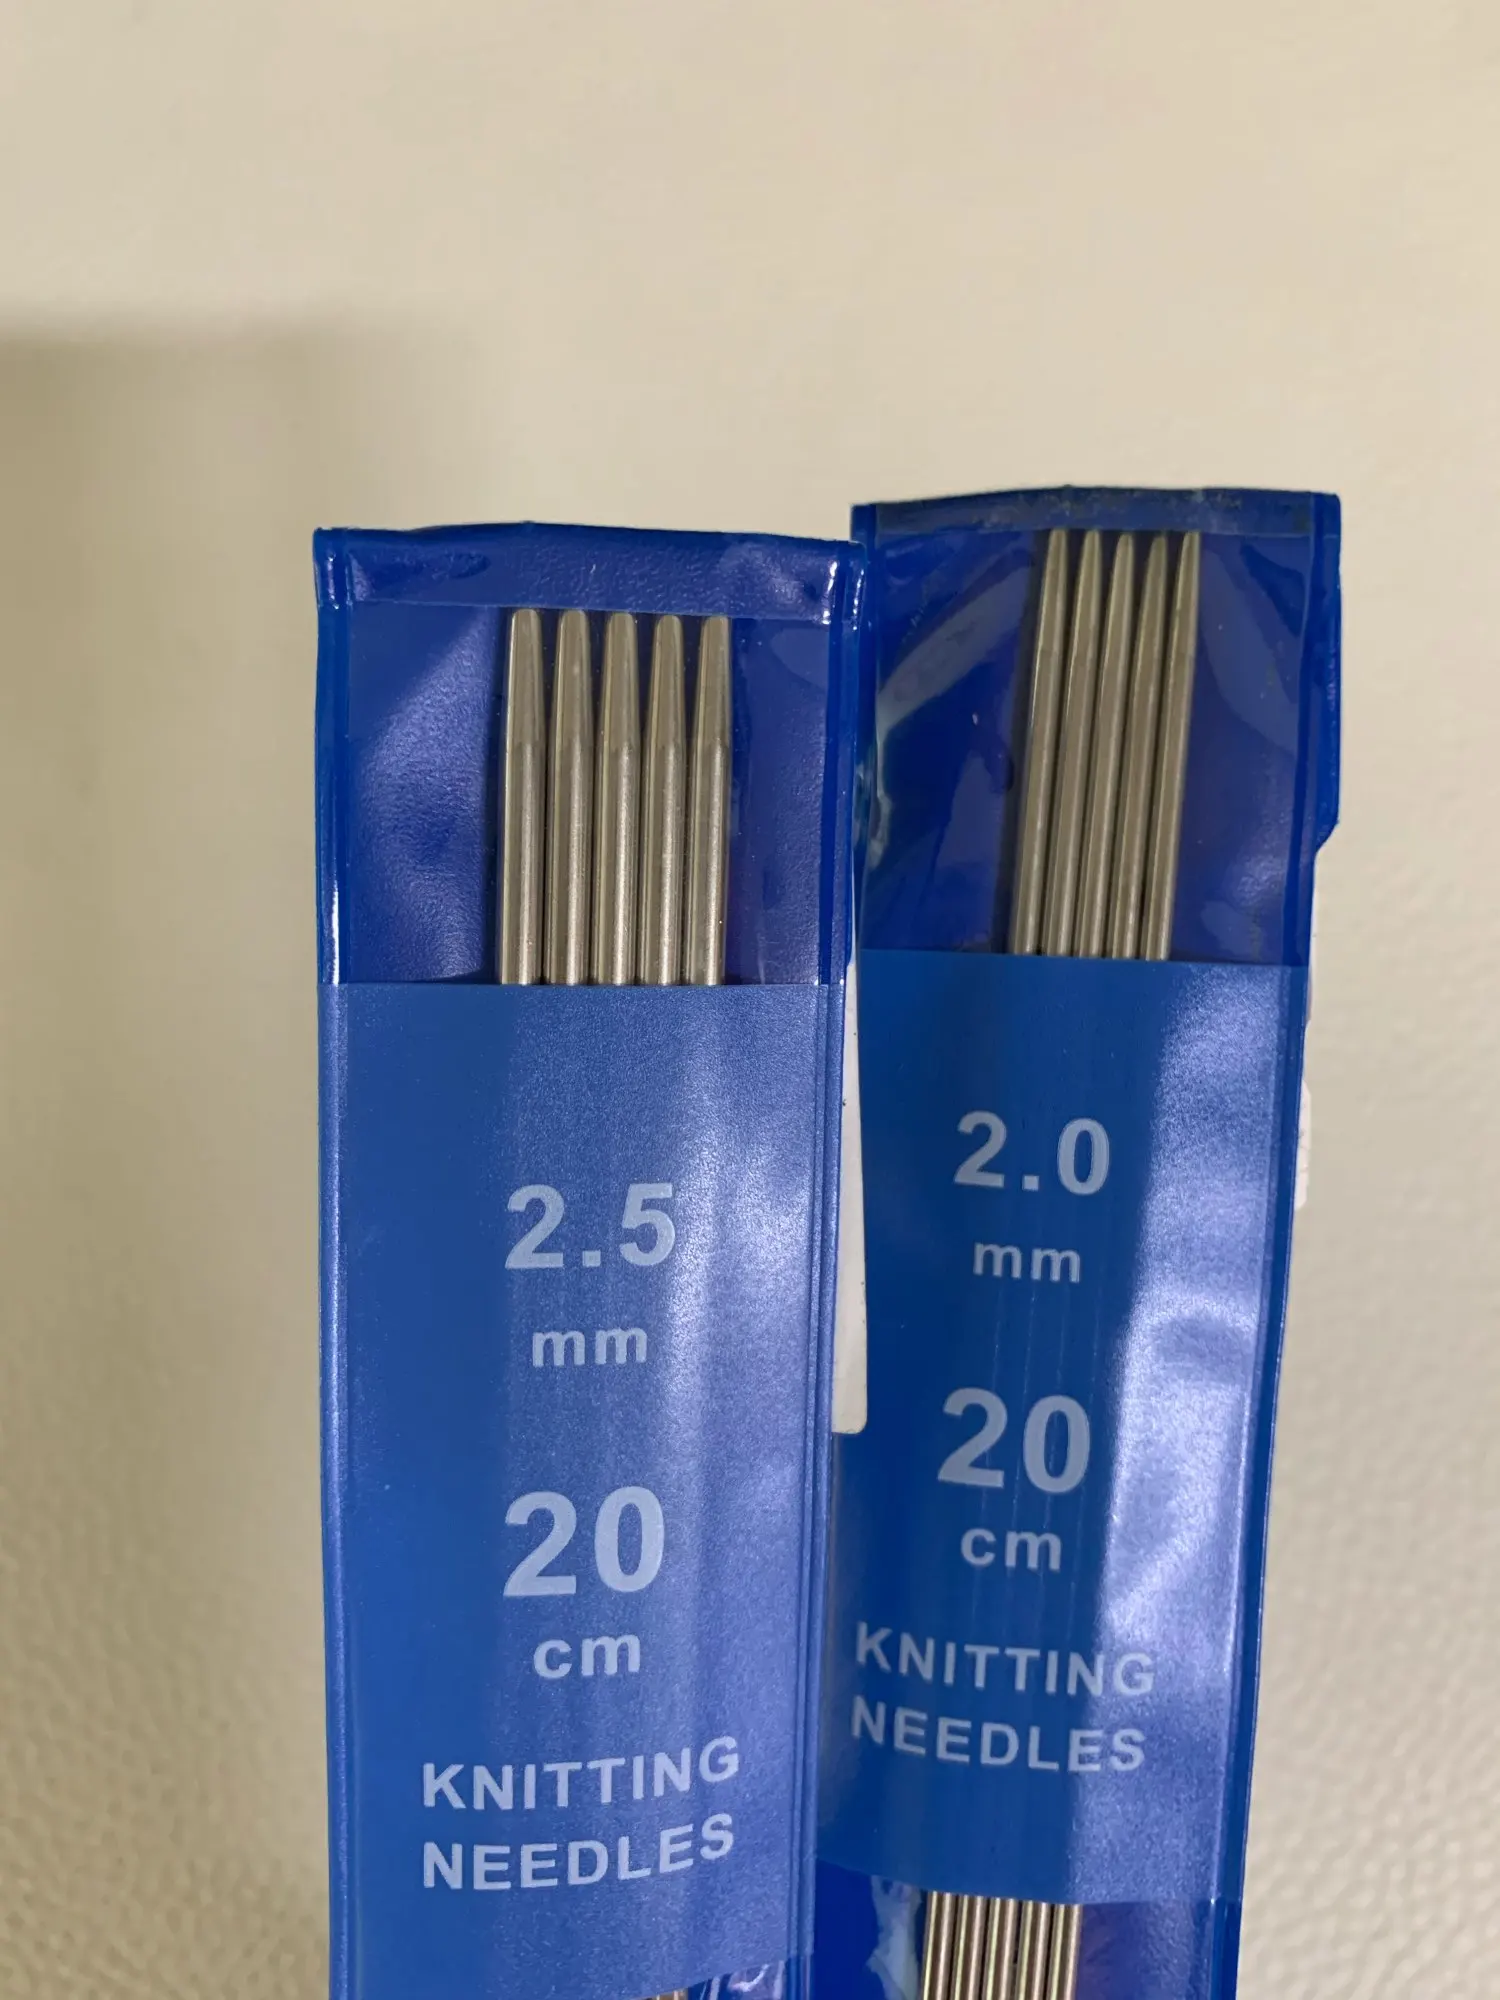 2.5
mm
20
cm
KNITTING
NEEDLES
2.0
mm
20
cm
KNITTING
NEEDLES